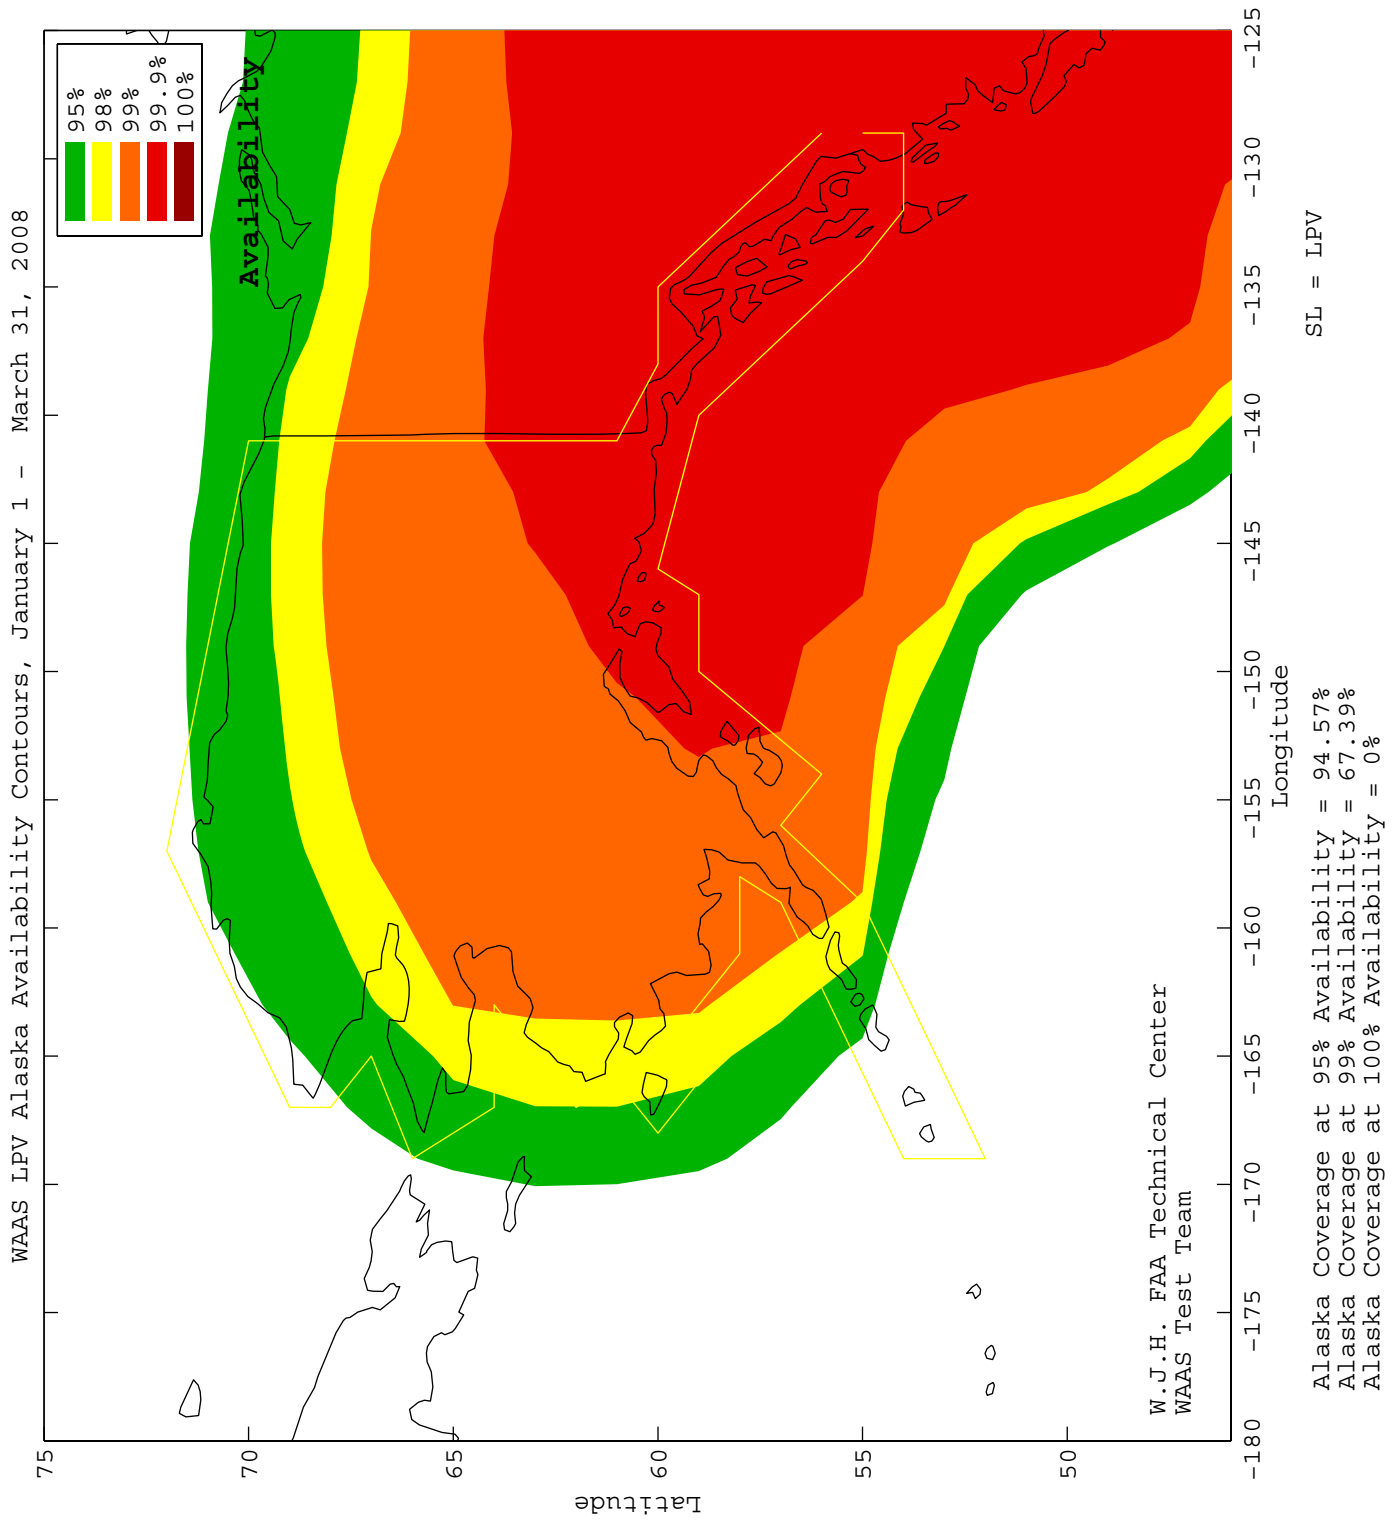 WAAS LPV Alaska Availability Contours, January 1 - March 31, 2008
75
70
65
60
55
50
Latitude
95%
98%
99%
99.9%
100%
Availability
W.J.H. FAA Technical Center
WAAS Test Team
-180
-175
-170
-165
-160
-155
-150
-145
-140
-135
-130
-125
Longitude
SL = LPV
Alaska Coverage at 95% Availability = 94.57%
Alaska Coverage at 99% Availability = 67.39%
Alaska Coverage at 100% Availability = 0%